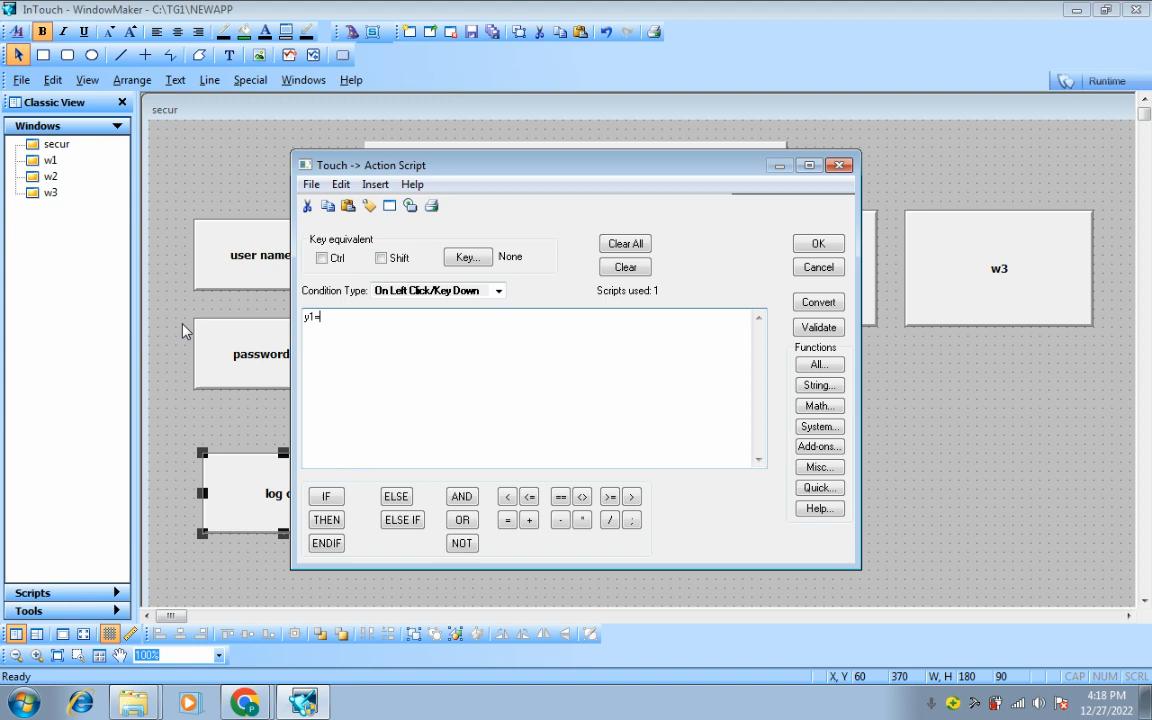 InTouch - WindowMaker - C:\TG1\NEWAPP
B I U A A A
T
File Edit View Arrange Text Line Special Windows Help
Runtime
Classic View
Windows
secur
w1
w2
w3
secur
user name
password
log
w3
Touch -> Action Script
File Edit Insert Help
Key equivalent
Ctrl Shift Key... None
Clear All
Clear
OK
Cancel
Condition Type: On Left Click/Key Down
Scripts used: 1
Convert
Validate
y1=
Functions
All...
String...
Math...
System...
Add-ons...
Misc...
Quick...
Help...
IF ELSE AND < <= == <> >= >
THEN ELSE IF OR = + - / ;
ENDIF NOT
Scripts
Tools
100%
Ready
X, Y 60 370 W, H 180 90 CAP NUM SCRL
4:18 PM
12/27/2022